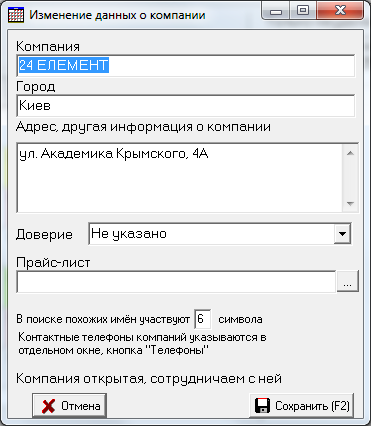 Изменение данных о компании
Компания
24 ЕЛЕМЕНТ
Город
Киев
Адрес, другая информация о компании
ул. Академика Крымского, 4А
Доверие Не указано
Прайс-лист
...
В поиске похожих имён участвуют 6 символа
Контактные телефоны компаний указываются в
отдельном окне, кнопка "Телефоны"
Компания открытая, сотрудничаем с ней
Отмена Сохранить (F2)